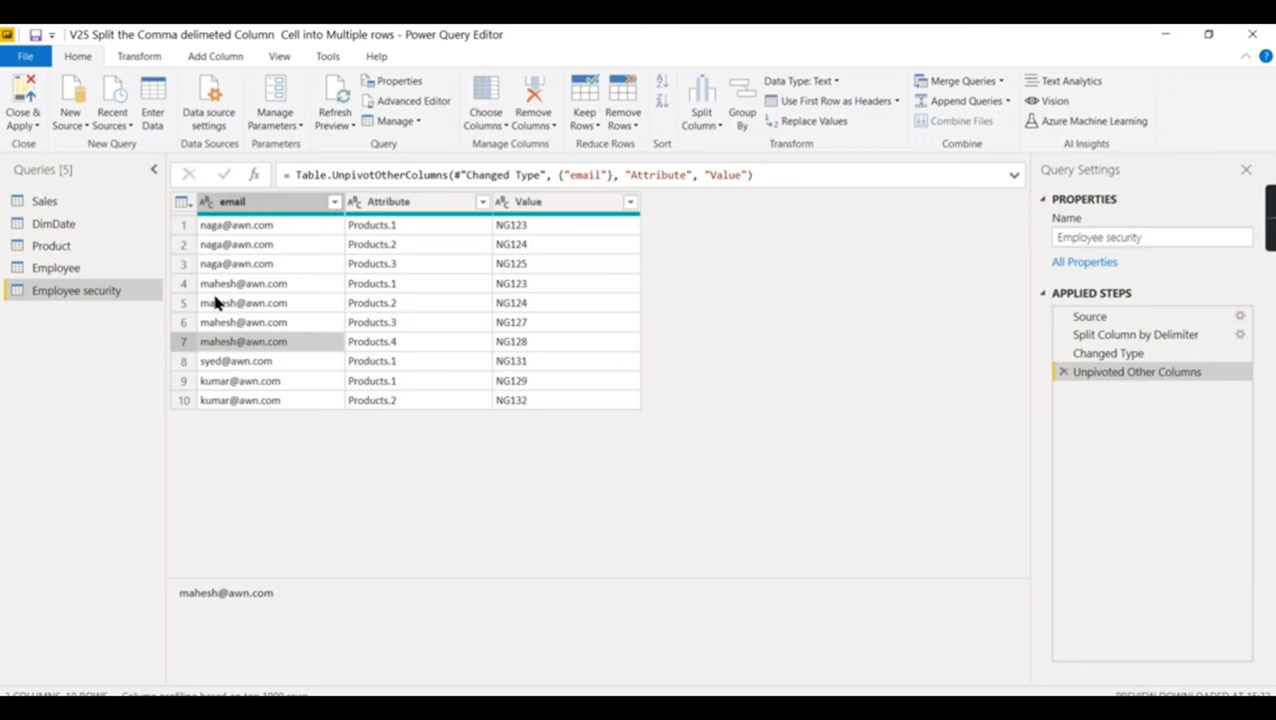 V25 Split the Comma delimeted Column Cell into Multiple rows - Power Query Editor
File Home Transform Add Column View Tools Help
Close & Apply
New Source
Recent Sources
Enter Data
Data source settings
Manage Parameters
Refresh Preview
Properties
Advanced Editor
Manage
Choose Columns
Remove Columns
Keep Rows
Remove Rows
Split Column
Group By
Data Type: Text
Use First Row as Headers
Replace Values
Merge Queries
Append Queries
Combine Files
Text Analytics
Vision
Azure Machine Learning
Close New Query Data Sources Parameters Query Manage Columns Reduce Rows Sort Transform Combine AI Insights
Queries [5]
Sales
DimDate
Product
Employee
Employee security
fx = Table.UnpivotOtherColumns(#"Changed Type", {"email"}, "Attribute", "Value")
email Attribute Value
1 naga@awn.com Products.1 NG123
2 naga@awn.com Products.2 NG124
3 naga@awn.com Products.3 NG125
4 mahesh@awn.com Products.1 NG123
5 mahesh@awn.com Products.2 NG124
6 mahesh@awn.com Products.3 NG127
7 mahesh@awn.com Products.4 NG128
8 syed@awn.com Products.1 NG131
9 kumar@awn.com Products.1 NG129
10 kumar@awn.com Products.2 NG132
mahesh@awn.com
Query Settings
PROPERTIES
Name
Employee security
All Properties
APPLIED STEPS
Source
Split Column by Delimiter
Changed Type
Unpivoted Other Columns